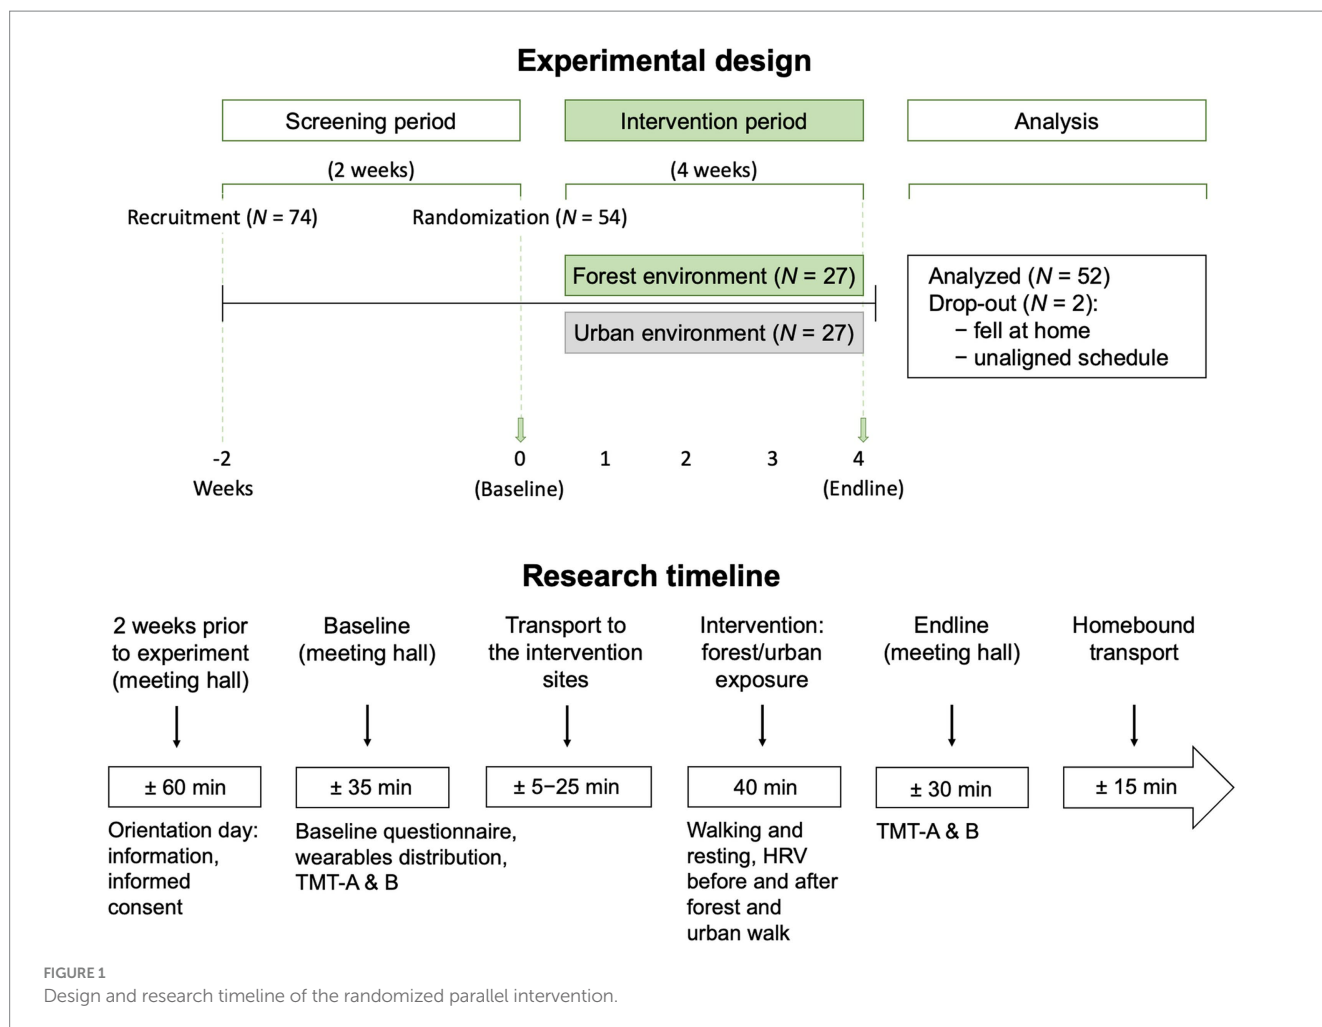 Experimental design
Screening period
Intervention period
Analysis
(2 weeks)
(4 weeks)
Recruitment (N = 74)
Randomization (N = 54)
Forest environment (N = 27)
Urban environment (N = 27)
Analyzed (N = 52)
Drop-out (N = 2):
− fell at home
− unaligned schedule
-2
0
1
2
3
4
Weeks
(Baseline)
(Endline)
Research timeline
2 weeks prior
to experiment
(meeting hall)
Baseline
(meeting hall)
Transport to
the intervention
sites
Intervention:
forest/urban
exposure
Endline
(meeting hall)
Homebound
transport
± 60 min
± 35 min
± 5−25 min
40 min
± 30 min
± 15 min
Orientation day:
information,
informed
consent
Baseline questionnaire,
wearables distribution,
TMT-A & B
Walking and
resting, HRV
before and after
forest and
urban walk
TMT-A & B
FIGURE 1
Design and research timeline of the randomized parallel intervention.